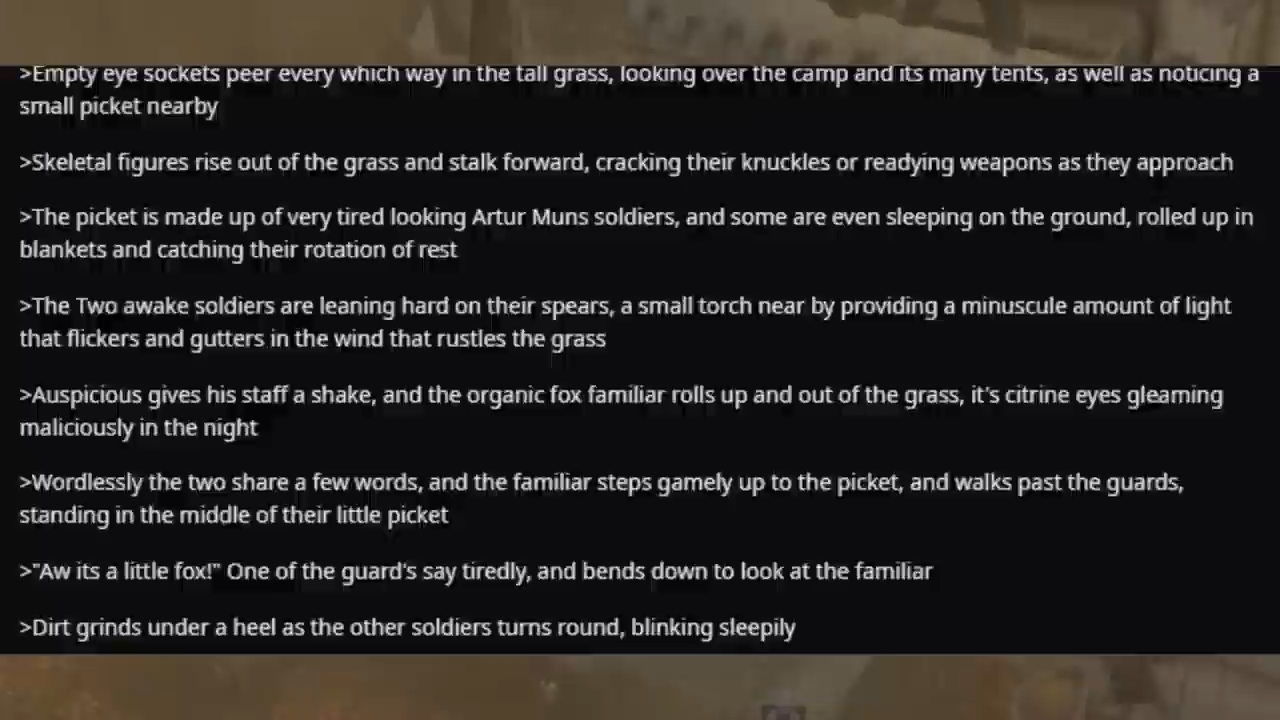 >Empty eye sockets peer every which way in the tall grass, looking over the camp and its many tents, as well as noticing a
small picket nearby
>Skeletal figures rise out of the grass and stalk forward, cracking their knuckles or readying weapons as they approach
>The picket is made up of very tired looking Artur Muns soldiers, and some are even sleeping on the ground, rolled up in
blankets and catching their rotation of rest
>The Two awake soldiers are leaning hard on their spears, a small torch near by providing a minuscule amount of light
that flickers and gutters in the wind that rustles the grass
>Auspicious gives his staff a shake, and the organic fox familiar rolls up and out of the grass, it's citrine eyes gleaming
maliciously in the night
>Wordlessly the two share a few words, and the familiar steps gamely up to the picket, and walks past the guards,
standing in the middle of their little picket
>"Aw its a little fox!" One of the guard's say tiredly, and bends down to look at the familiar
>Dirt grinds under a heel as the other soldiers turns round, blinking sleepily